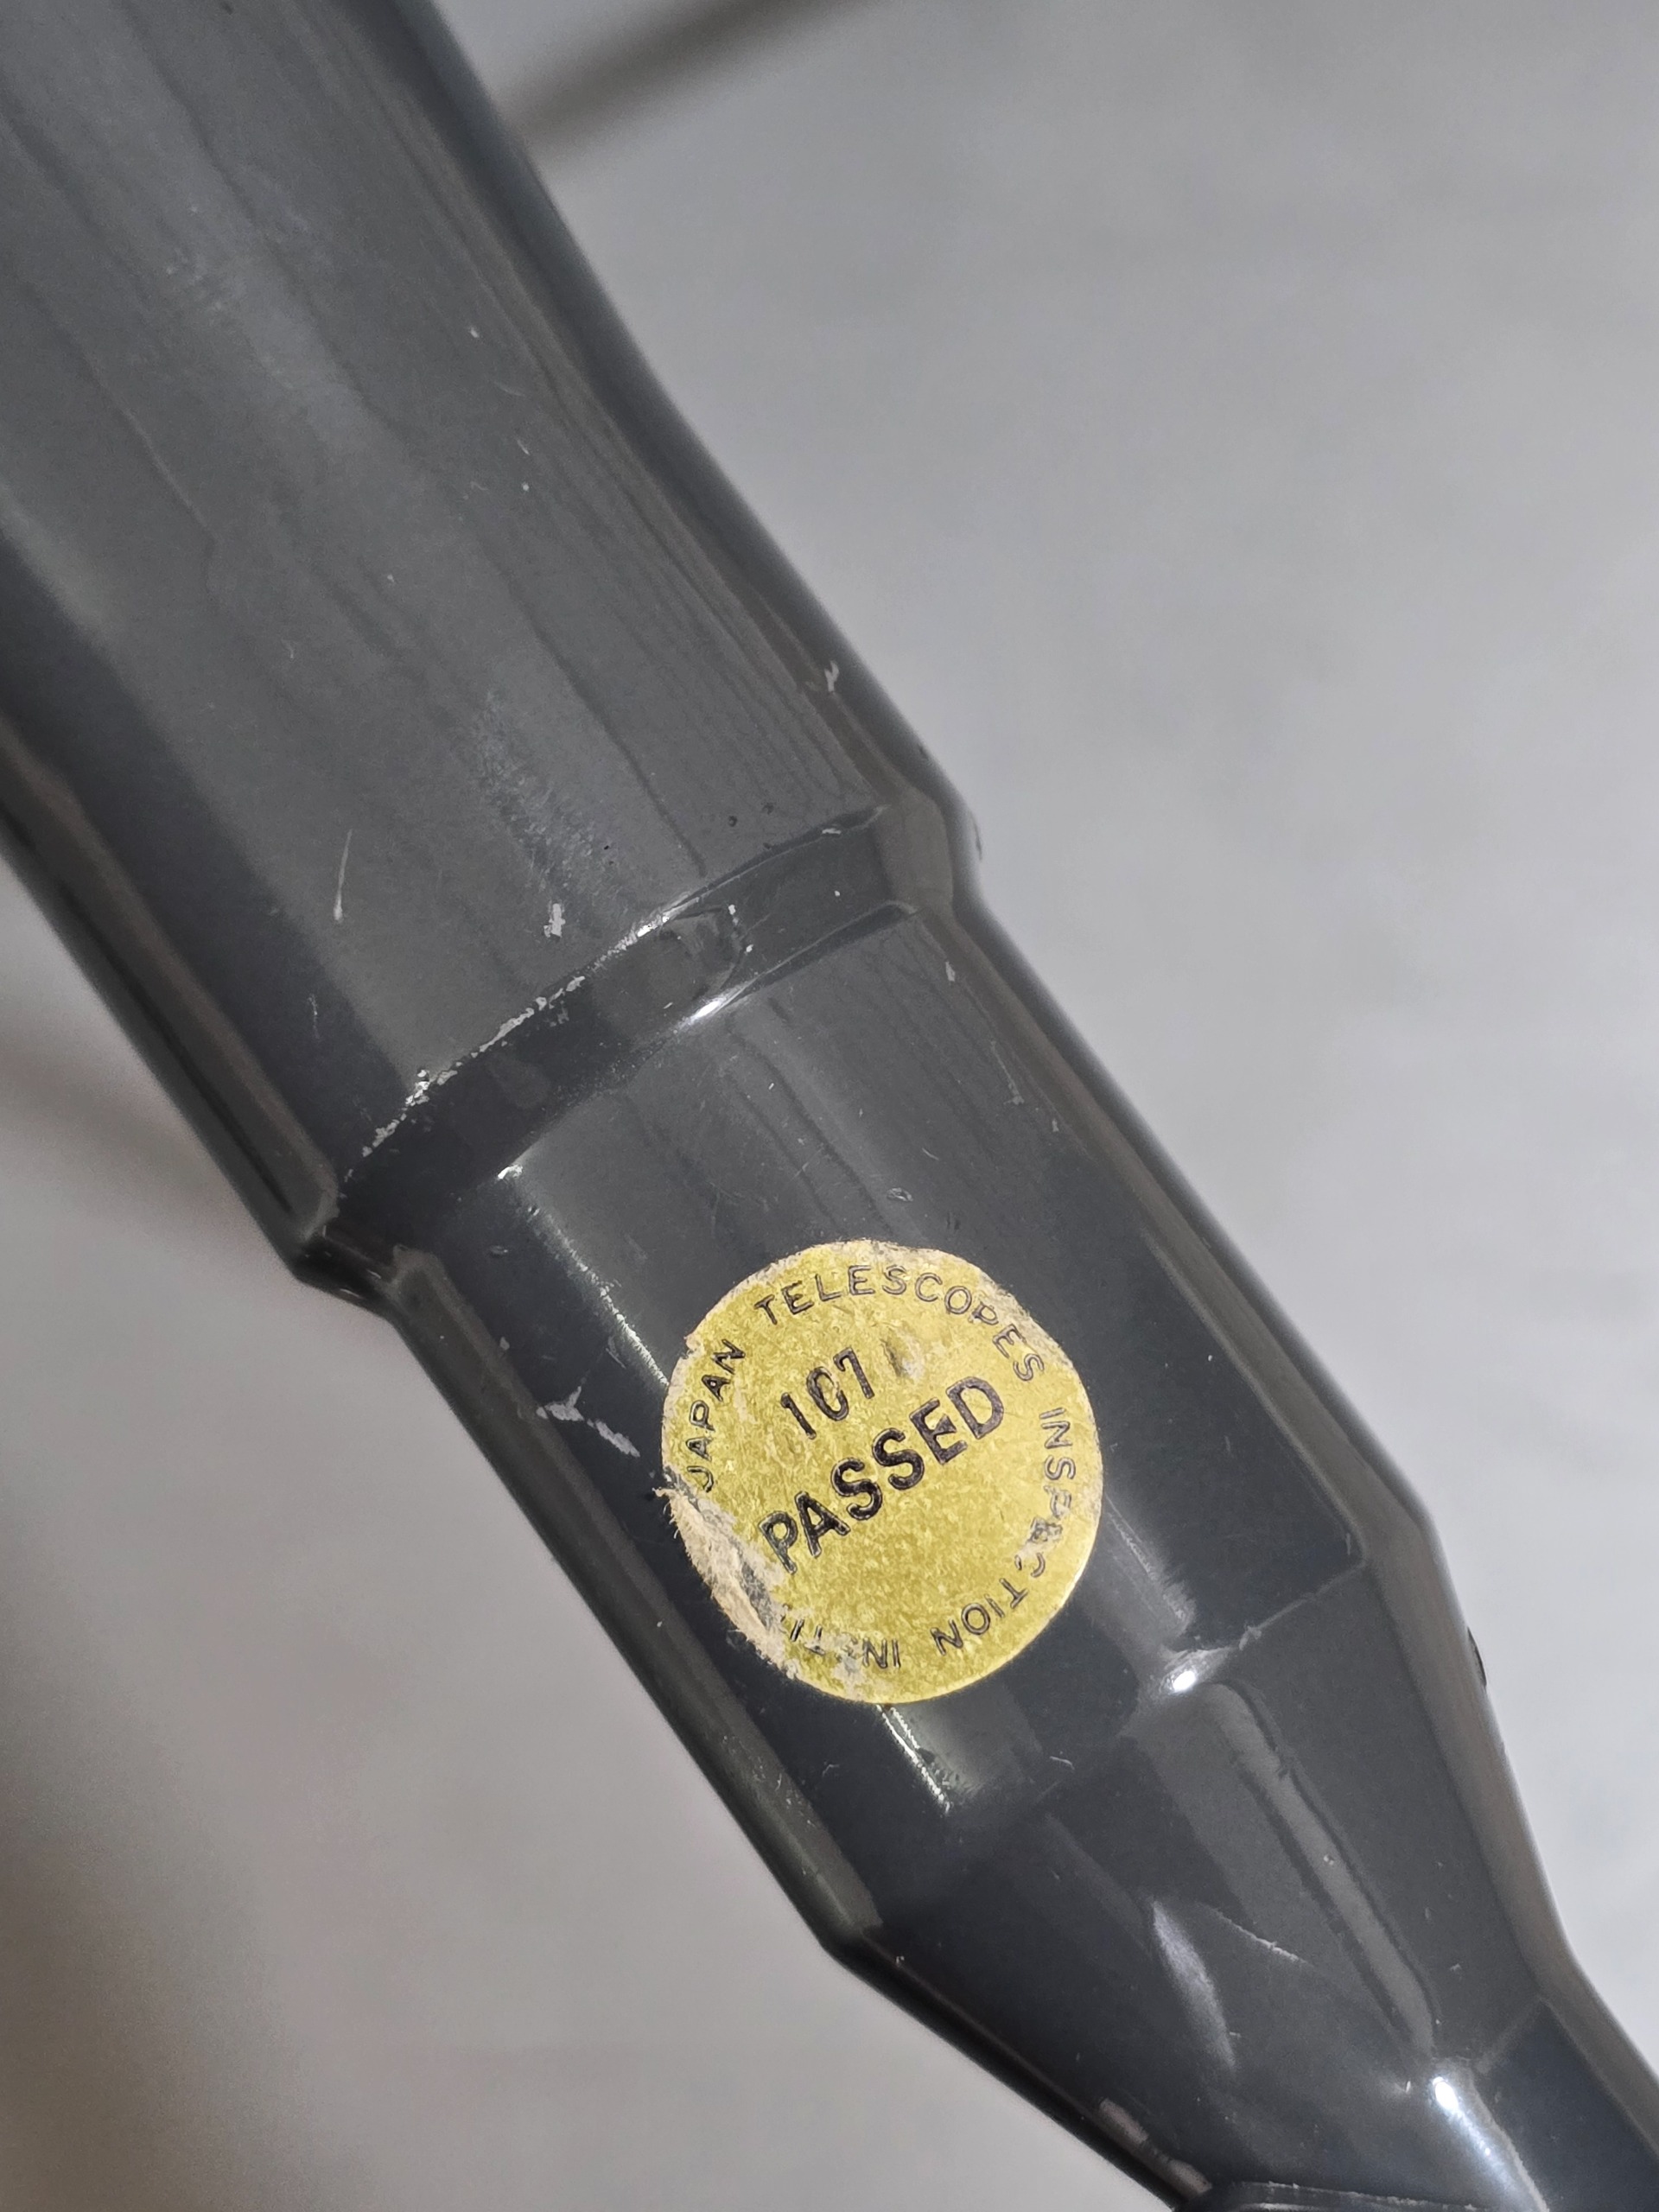 JAPAN TELESCOPES INSPECTION
107
PASSED